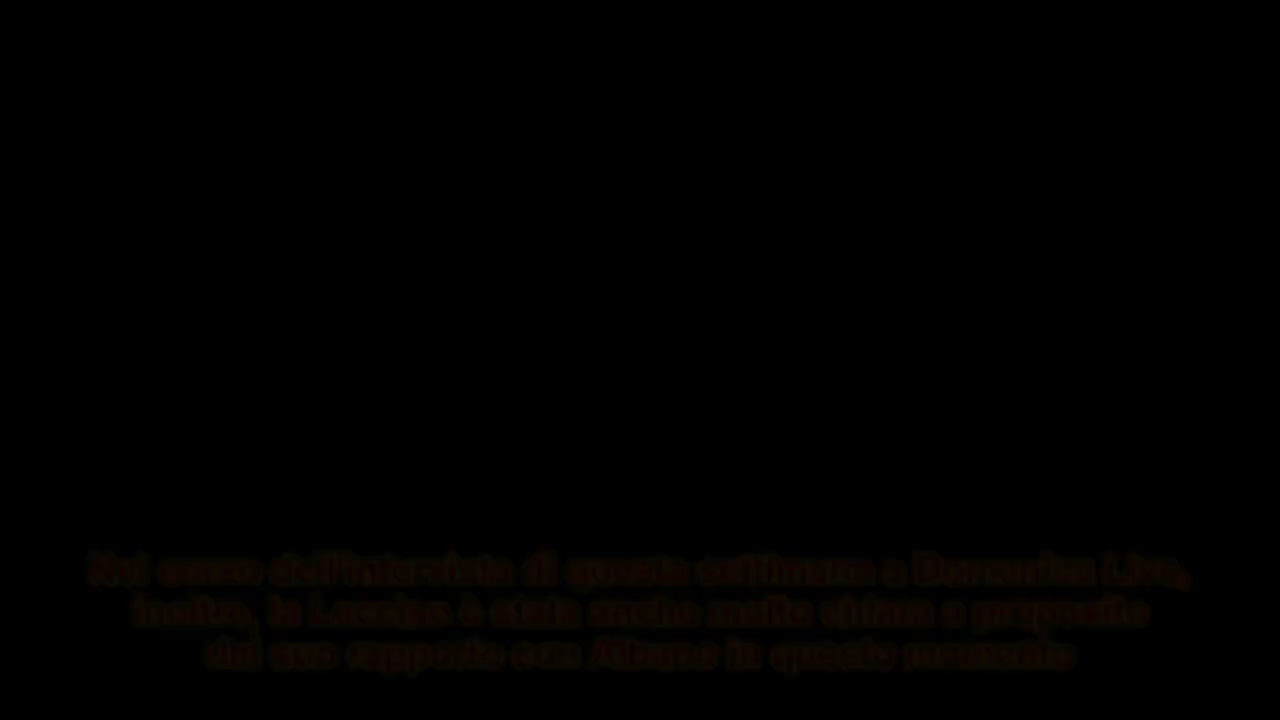 Nel corso dell'intervista di questa settimana a Domenica Live,
inoltre, la Lecciso è stata anche molto chiara a proposito
del suo rapporto con Albano in questo momento